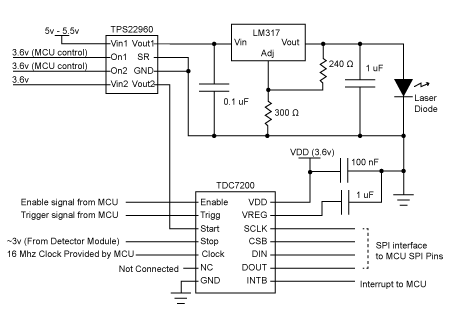 TPS22960
LM317
5v - 5.5v
Vin1 Vout1
Vin Vout
Adj
3.6v (MCU control)
On1 SR
3.6v (MCU control)
On2 GND
3.6v
Vin2 Vout2
240 Ω
1 uF
0.1 uF
300 Ω
Laser
Diode
VDD (3.6v)
100 nF
1 uF
TDC7200
Enable signal from MCU
Enable VDD
Trigger signal from MCU
Trigg VREG
Start SCLK
~3v (From Detector Module)
Stop CSB
16 Mhz Clock Provided by MCU
Clock DIN
Not Connected
NC DOUT
GND INTB
SPI interface
to MCU SPI Pins
Interrupt to MCU